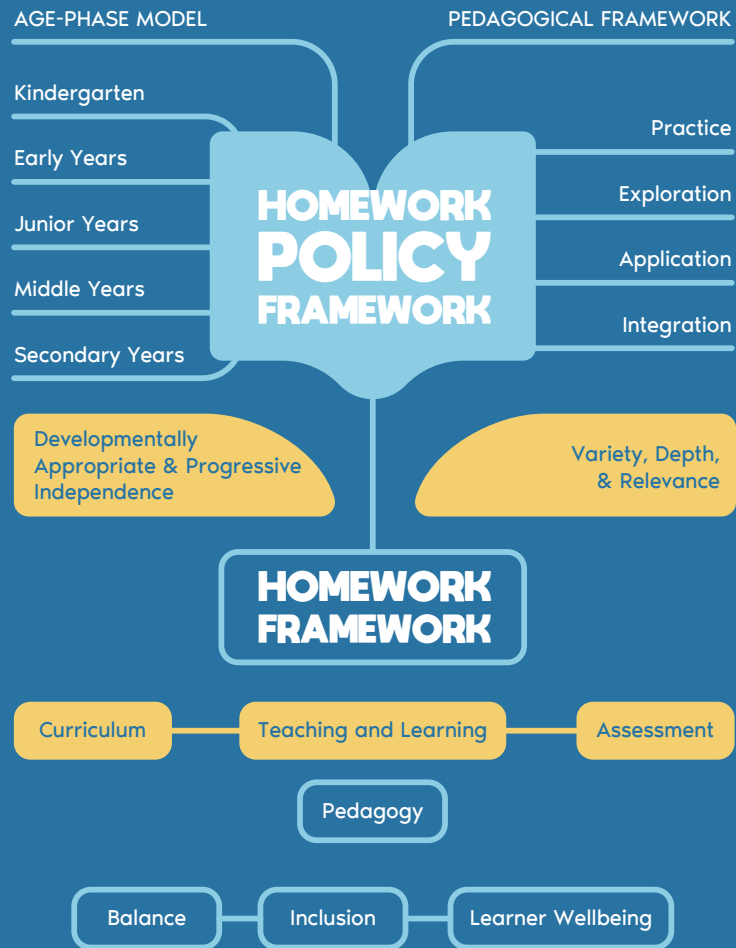 AGE-PHASE MODEL
PEDAGOGICAL FRAMEWORK
Kindergarten
Early Years
Junior Years
Middle Years
Secondary Years
Practice
Exploration
Application
Integration
HOMEWORK
POLICY
FRAMEWORK
Developmentally
Appropriate & Progressive
Independence
Variety, Depth,
& Relevance
HOMEWORK
FRAMEWORK
Curriculum
Teaching and Learning
Assessment
Pedagogy
Balance
Inclusion
Learner Wellbeing